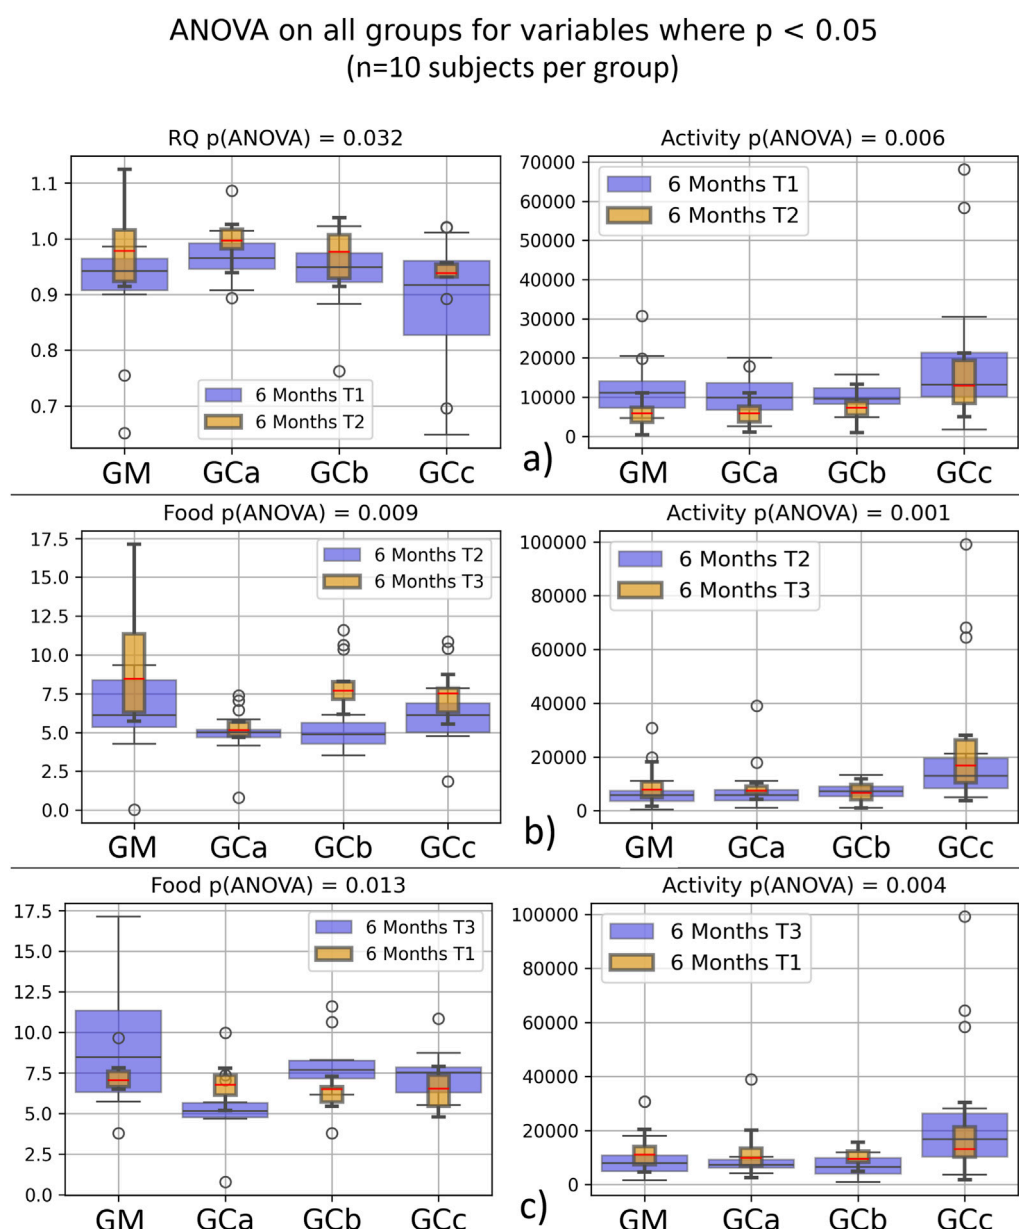 ANOVA on all groups for variables where p < 0.05
(n=10 subjects per group)
RQ p(ANOVA) = 0.032
1.1
1.0
0.9
0.8
0.7
6 Months T1
6 Months T2
GM GCa GCb GCc
Activity p(ANOVA) = 0.006
70000
60000
50000
40000
30000
20000
10000
0
6 Months T1
6 Months T2
GM GCa GCb GCc
a)
Food p(ANOVA) = 0.009
17.5
15.0
12.5
10.0
7.5
5.0
2.5
0.0
6 Months T2
6 Months T3
GM GCa GCb GCc
Activity p(ANOVA) = 0.001
100000
80000
60000
40000
20000
0
6 Months T2
6 Months T3
GM GCa GCb GCc
b)
Food p(ANOVA) = 0.013
17.5
15.0
12.5
10.0
7.5
5.0
2.5
0.0
6 Months T3
6 Months T1
GM GCa GCb GCc
Activity p(ANOVA) = 0.004
100000
80000
60000
40000
20000
0
6 Months T3
6 Months T1
GM GCa GCb GCc
c)